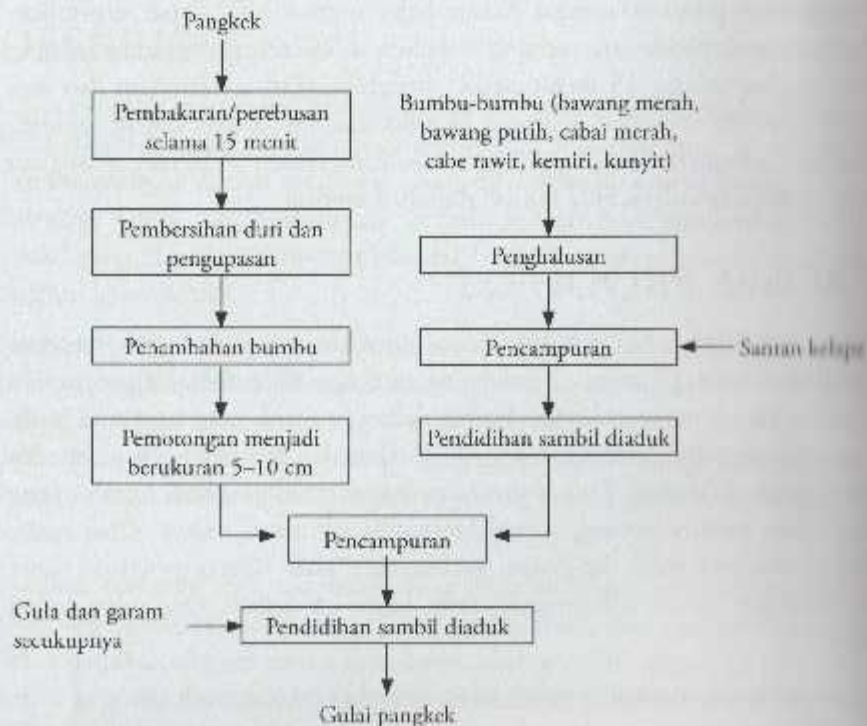 Pangkek
Pembakaran/perebusan
selama 15 menit
Pembersihan duri dan
pengupasan
Penambahan bumbu
Pemotongan menjadi
berukuran 5–10 cm
Bumbu-bumbu (bawang merah,
bawang putih, cabai merah,
cabe rawit, kemiri, kunyit)
Penghalusan
Pencampuran
Santan kelapa
Pendidihan sambil diaduk
Pencampuran
Gula dan garam
secukupnya
Pendidihan sambil diaduk
Gulai pangkek